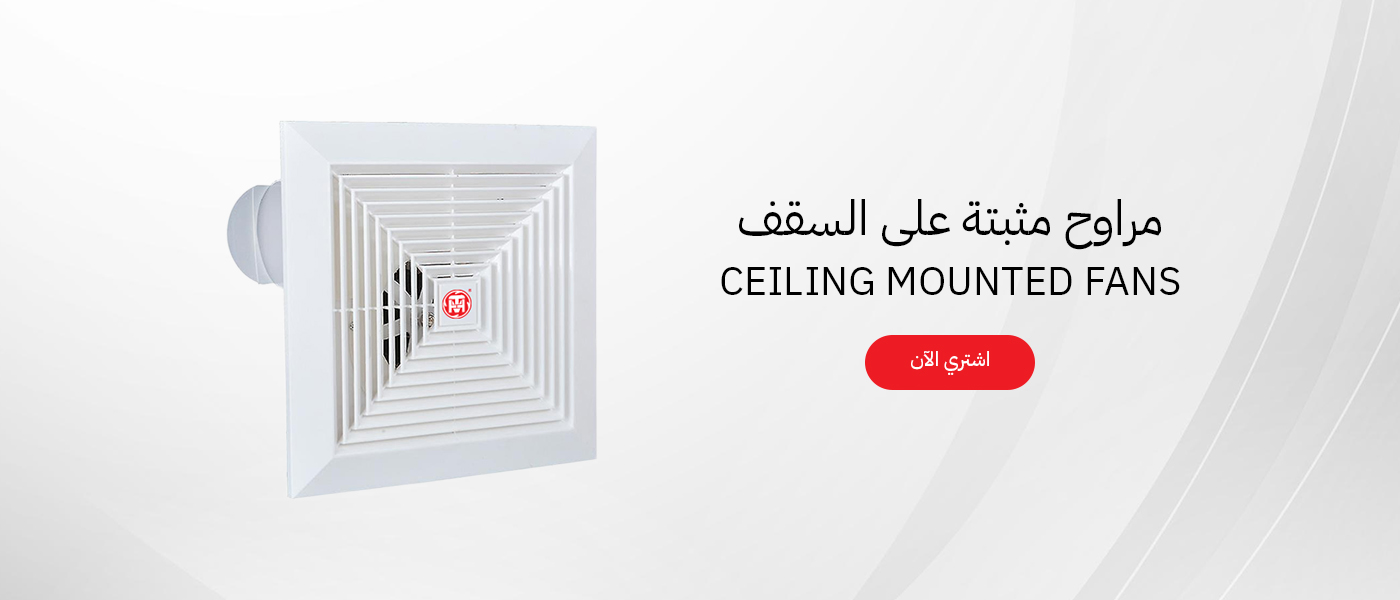 مراوح مثبتة على السقف
CEILING MOUNTED FANS
اشتري الآن